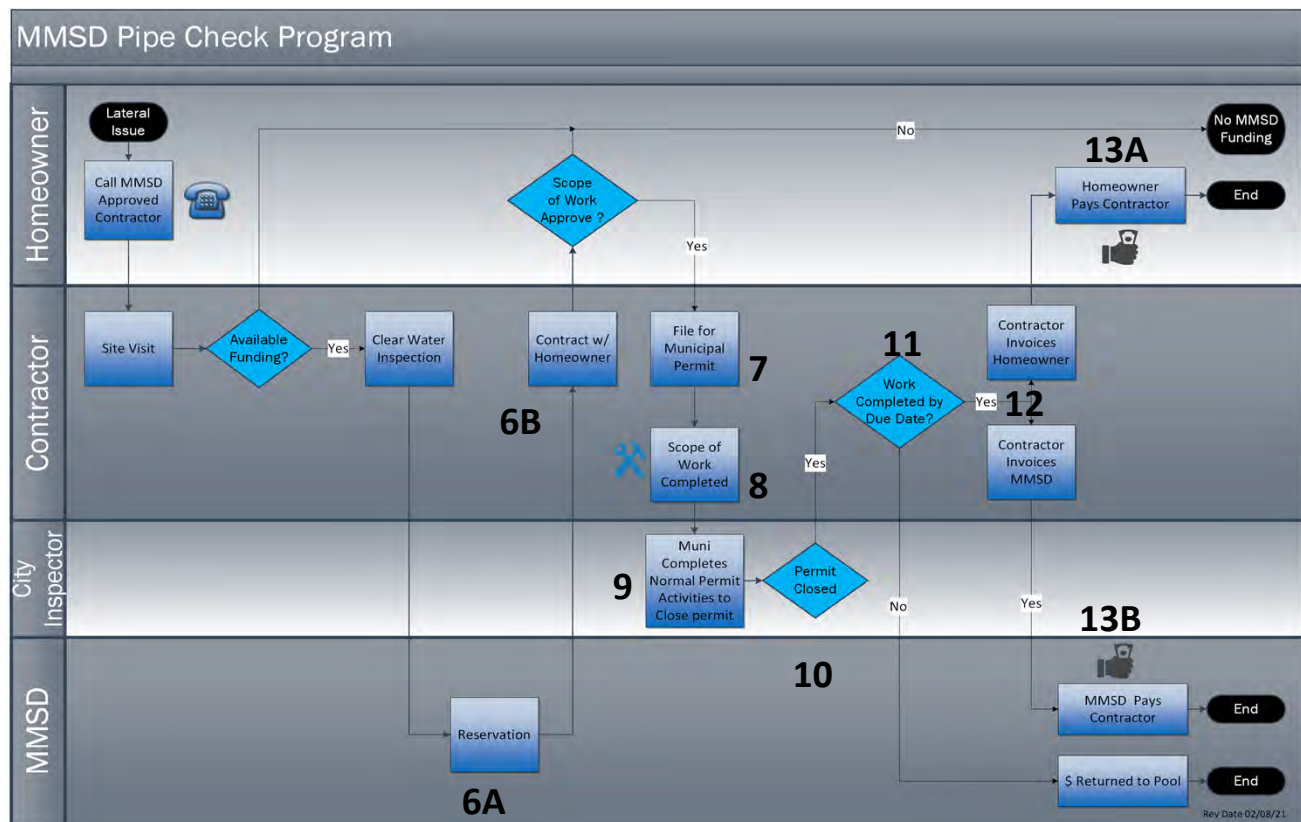 MMSD Pipe Check Program
Homeowner
Lateral
Issue
Call MMSD
Approved
Contractor
Scope
of Work
Approve ?
No
Yes
No MMSD
Funding
13A
Homeowner
Pays Contractor
End
Contractor
Site Visit
Available
Funding?
Yes
Clear Water
Inspection
Contract w/
Homeowner
6B
File for
Municipal
Permit
7
Scope of
Work
Completed
8
Yes
11
Work
Completed by
Due Date?
Yes
12
Contractor
Invoices
Homeowner
Contractor
Invoices
MMSD
City
Inspector
9
Muni
Completes
Normal Permit
Activities to
Close permit
Permit
Closed
No
Yes
MMSD
Reservation
6A
10
13B
MMSD Pays
Contractor
End
$ Returned to Pool
End
Rev Date 02/08/21